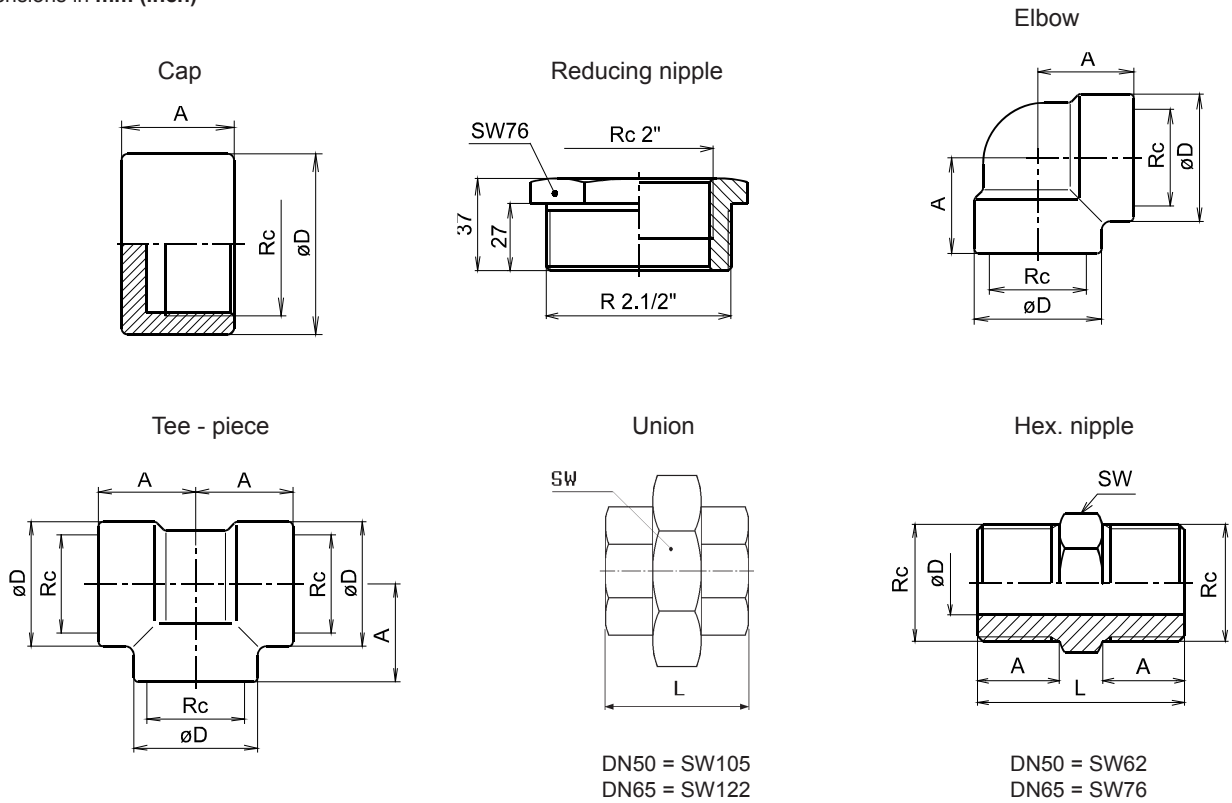 mm (inch)
Elbow
Cap
Reducing nipple
A
A
SW76
Rc 2"
Rc
øD
Rc
øD
A
37
27
R 2.1/2"
Rc
øD
Tee - piece
Union
Hex. nipple
A
A
SW
SW
øD
Rc
Rc
øD
A
Rc
øD
Rc
A
A
L
L
Rc
øD
DN50 = SW105
DN65 = SW122
DN50 = SW62
DN65 = SW76